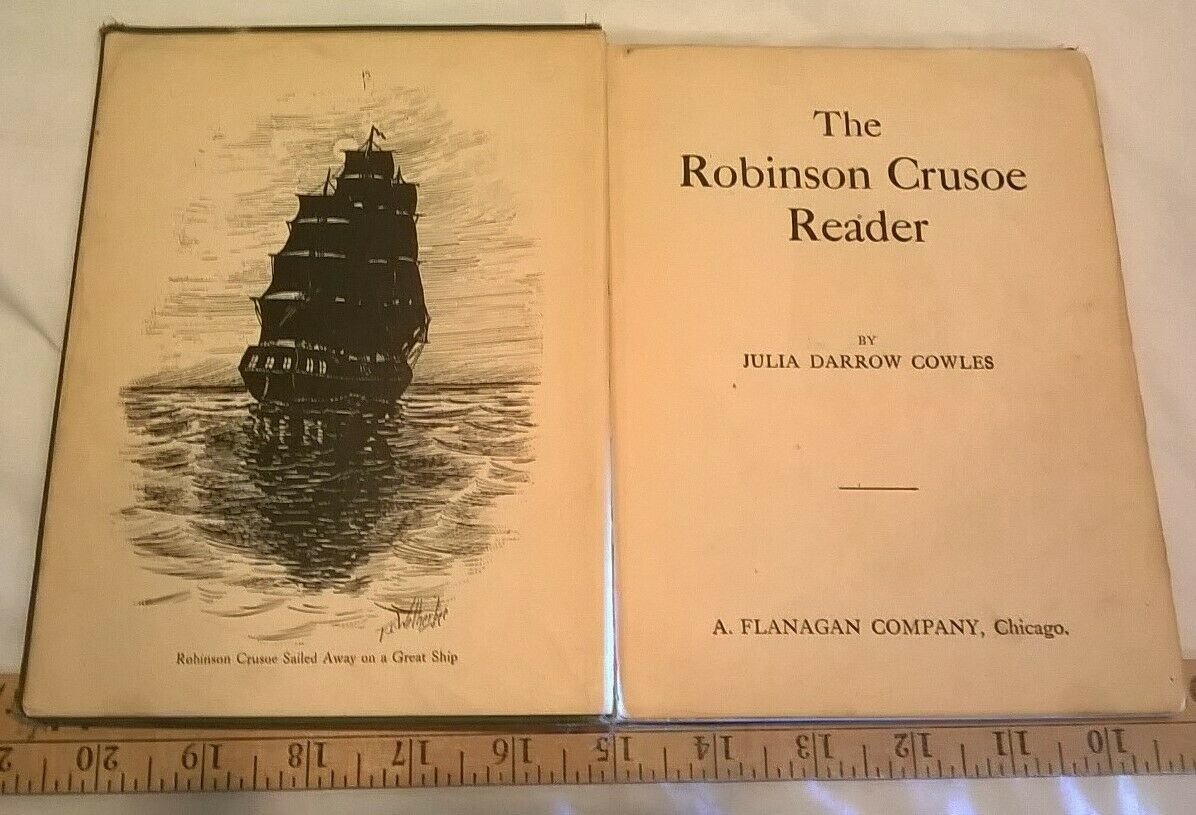 Robinson Crusoe Sailed Away on a Great Ship
The
Robinson Crusoe
Reader
BY
JULIA DARROW COWLES
A. FLANAGAN COMPANY, Chicago.
20 19 18 17 16 15 14 13 12 11 10